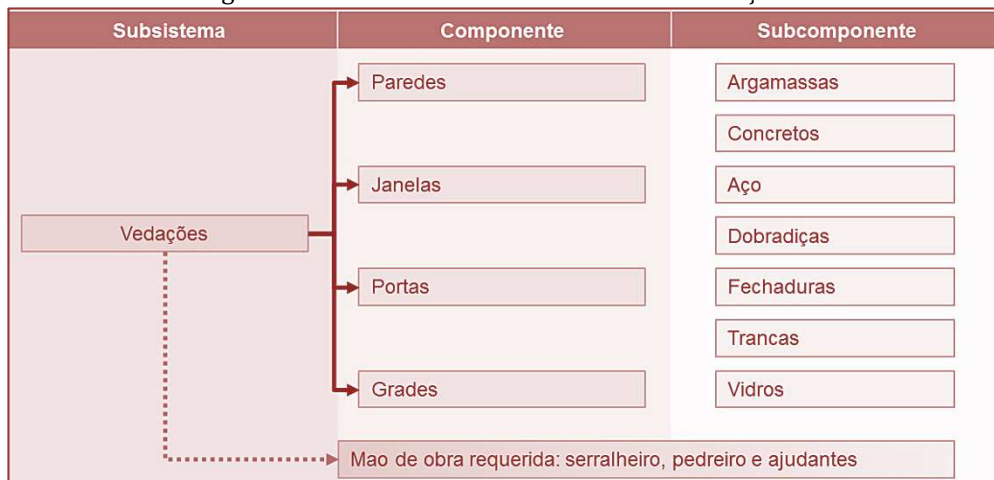 Subsistema Componente Subcomponente
Paredes Argamassas
Concretos
Janelas Aço
Vedações Dobradiças
Portas Fechaduras
Trancas
Grades Vidros
Mao de obra requerida: serralheiro, pedreiro e ajudantes